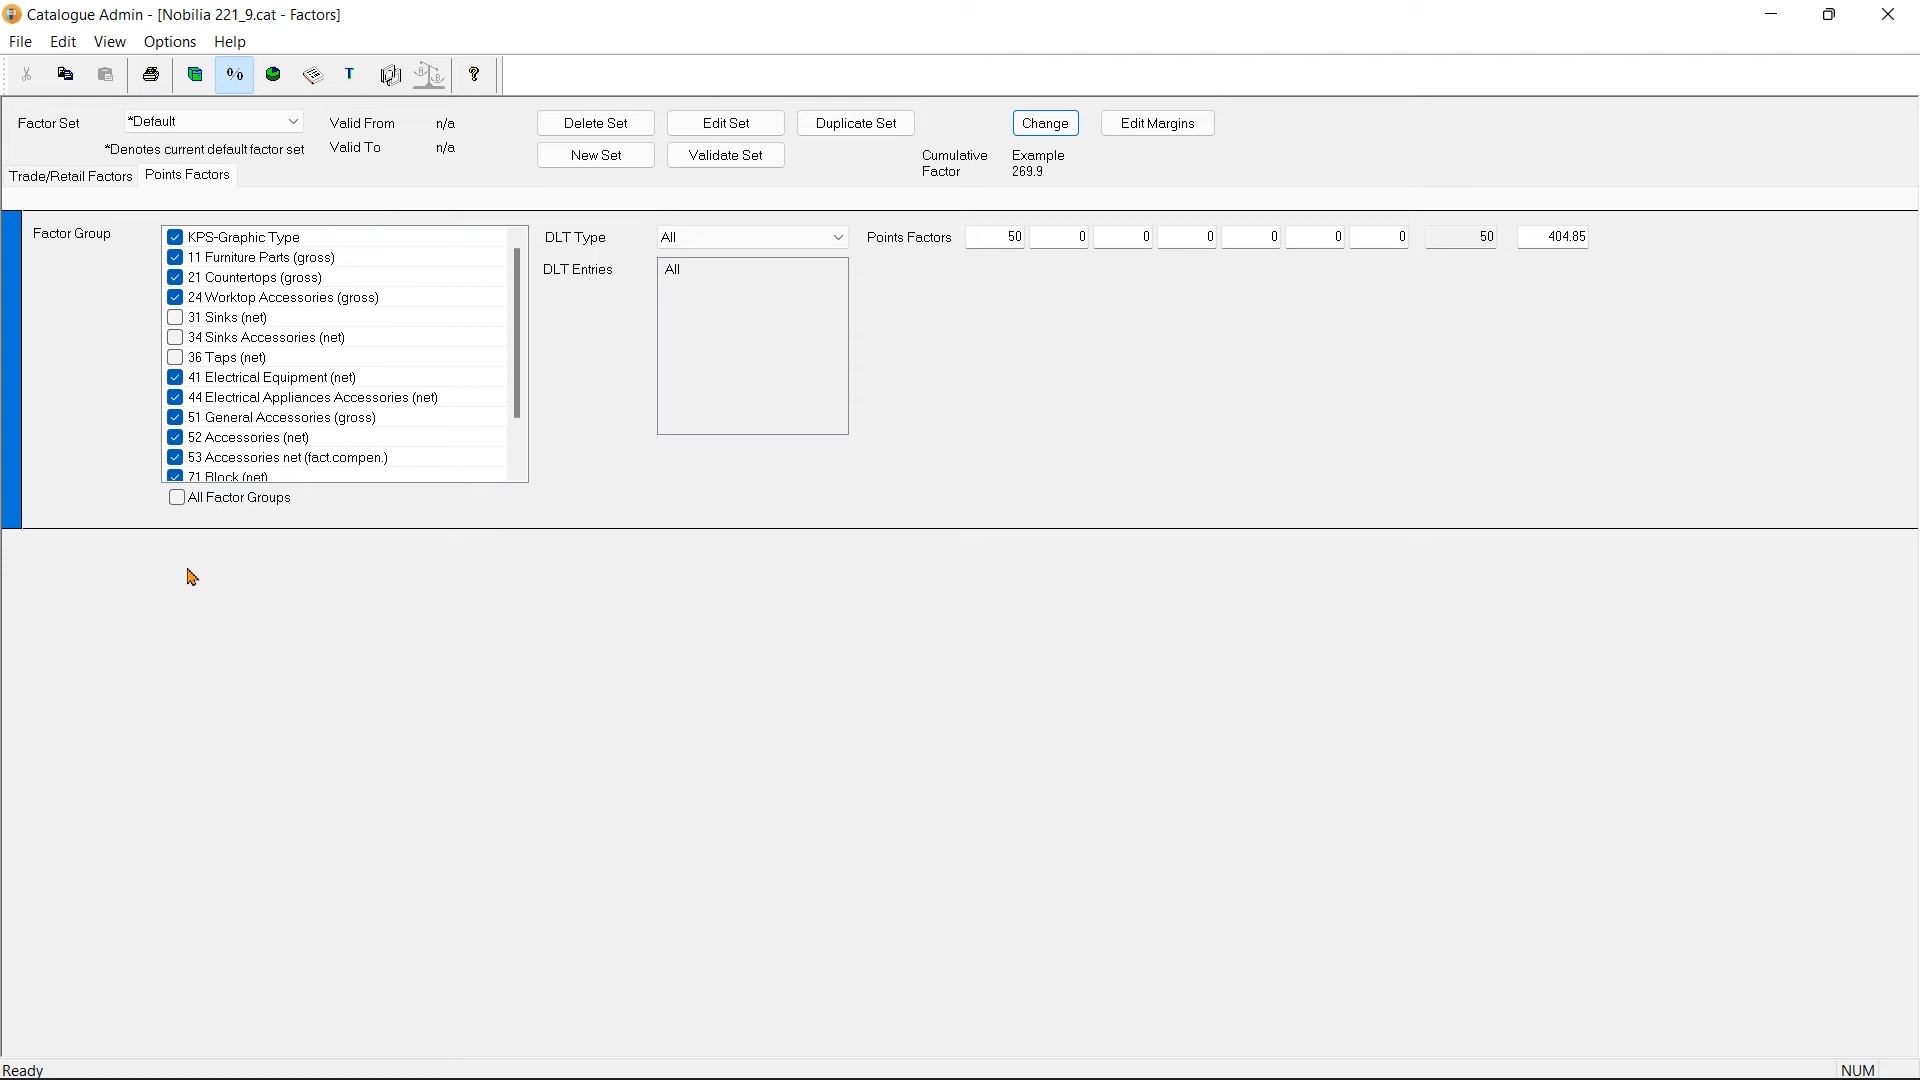 Catalogue Admin - [Nobilia 221_9.cat - Factors]
File Edit View Options Help
% T ?
Factor Set *Default Valid From n/a Delete Set Edit Set Duplicate Set Change Edit Margins
*Denotes current default factor set Valid To n/a New Set Validate Set Cumulative Factor Example 269.9
Trade/Retail Factors Points Factors
Factor Group
KPS-Graphic Type
11 Furniture Parts (gross)
21 Countertops (gross)
24 Worktop Accessories (gross)
31 Sinks (net)
34 Sinks Accessories (net)
36 Taps (net)
41 Electrical Equipment (net)
44 Electrical Appliances Accessories (net)
51 General Accessories (gross)
52 Accessories (net)
53 Accessories net (fact.compen.)
71 Block (net)
All Factor Groups
DLT Type All
DLT Entries All
Points Factors 50 0 0 0 0 0 0 50 404.85
Ready NUM